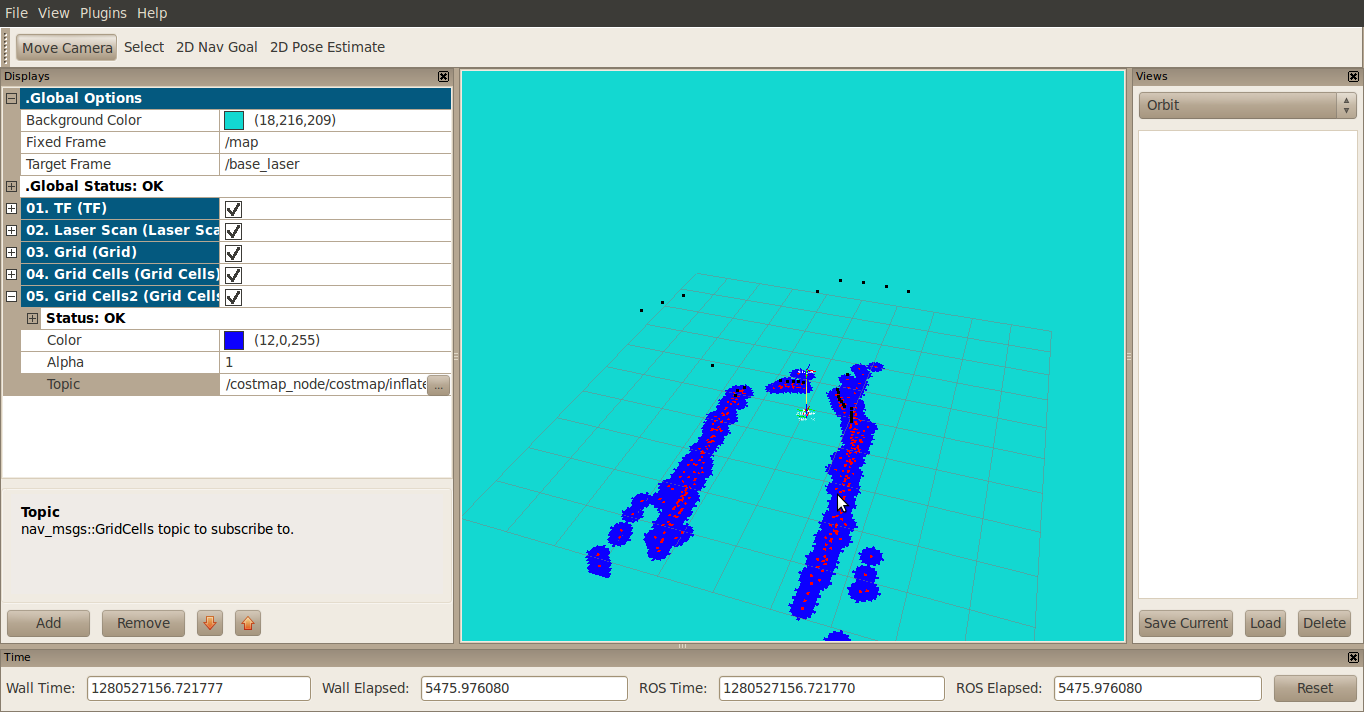 File View Plugins Help
Move Camera Select 2D Nav Goal 2D Pose Estimate
Displays
.Global Options
Background Color (18,216,209)
Fixed Frame /map
Target Frame /base_laser
.Global Status: OK
01. TF (TF)
02. Laser Scan (Laser Sca
03. Grid (Grid)
04. Grid Cells (Grid Cells)
05. Grid Cells2 (Grid Cells
Status: OK
Color (12,0,255)
Alpha 1
Topic /costmap_node/costmap/inflate ...
Topic
nav_msgs::GridCells topic to subscribe to.
Add Remove
Views
Orbit
Save Current Load Delete
Time
Wall Time: 1280527156.721777 Wall Elapsed: 5475.976080 ROS Time: 1280527156.721770 ROS Elapsed: 5475.976080 Reset